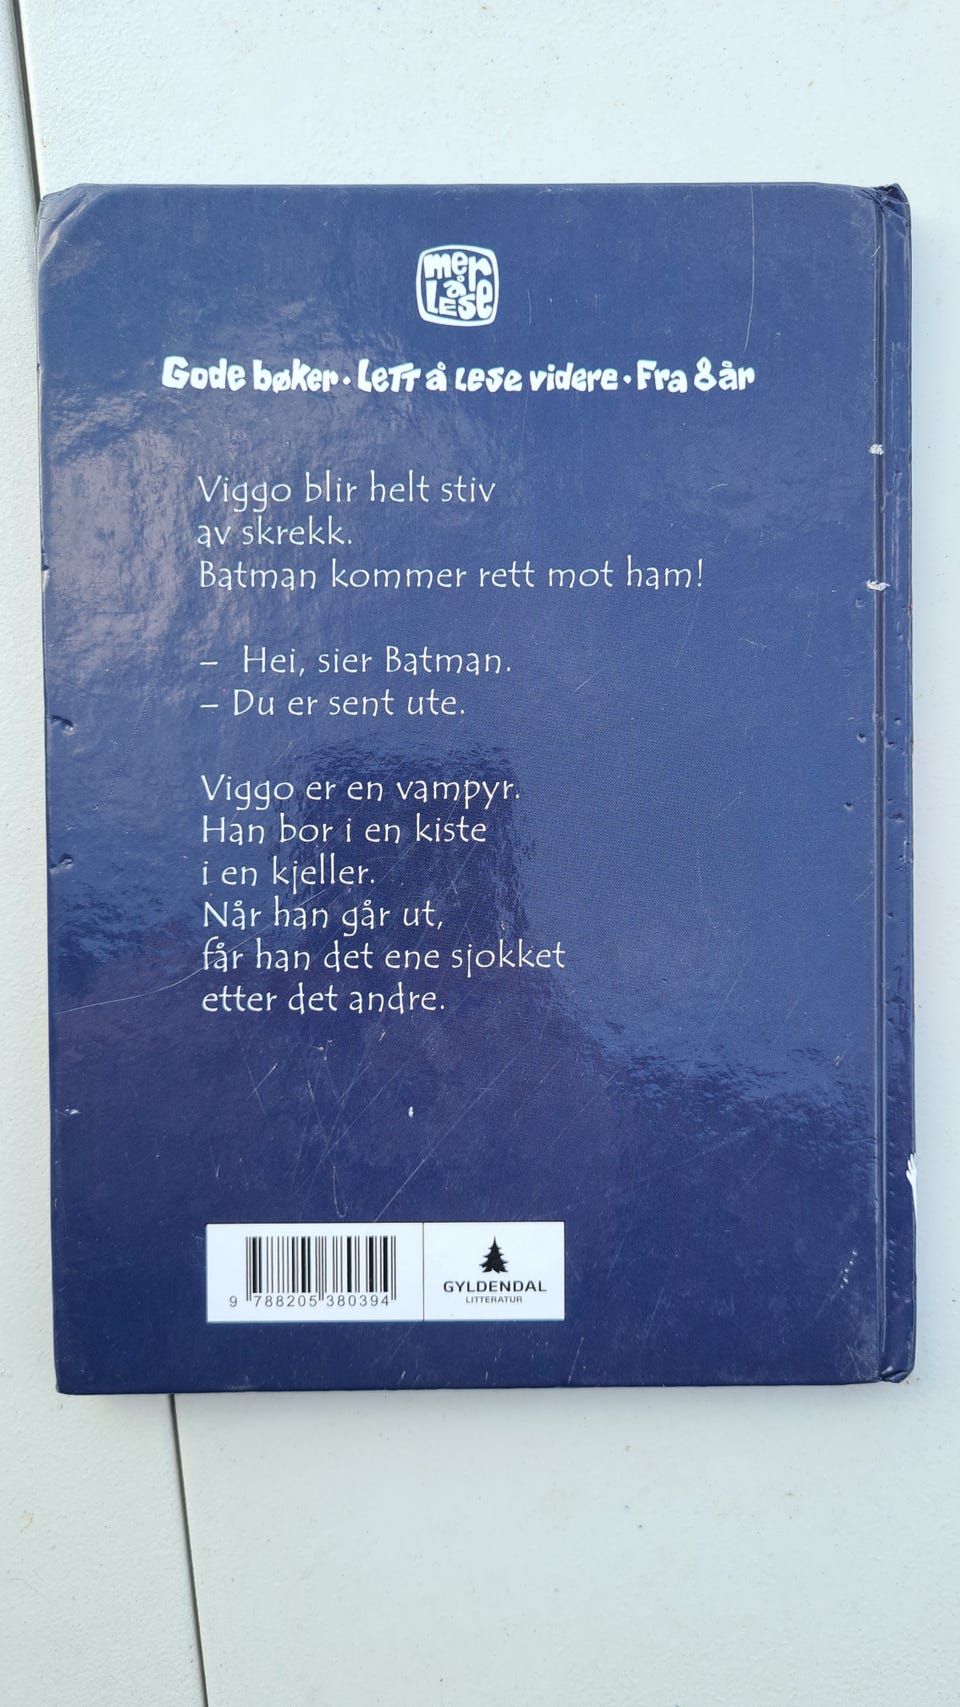 mer
å
LESE
Gode bøker · Lett å Lese videre · Fra 8 år
Viggo blir helt stiv
av skrekk.
Batman kommer rett mot ham!
– Hei, sier Batman.
– Du er sent ute.
Viggo er en vampyr.
Han bor i en kiste
i en kjeller.
Når han går ut,
får han det ene sjokket
etter det andre.
9 788205 380394
GYLDENDAL
LITTERATUR